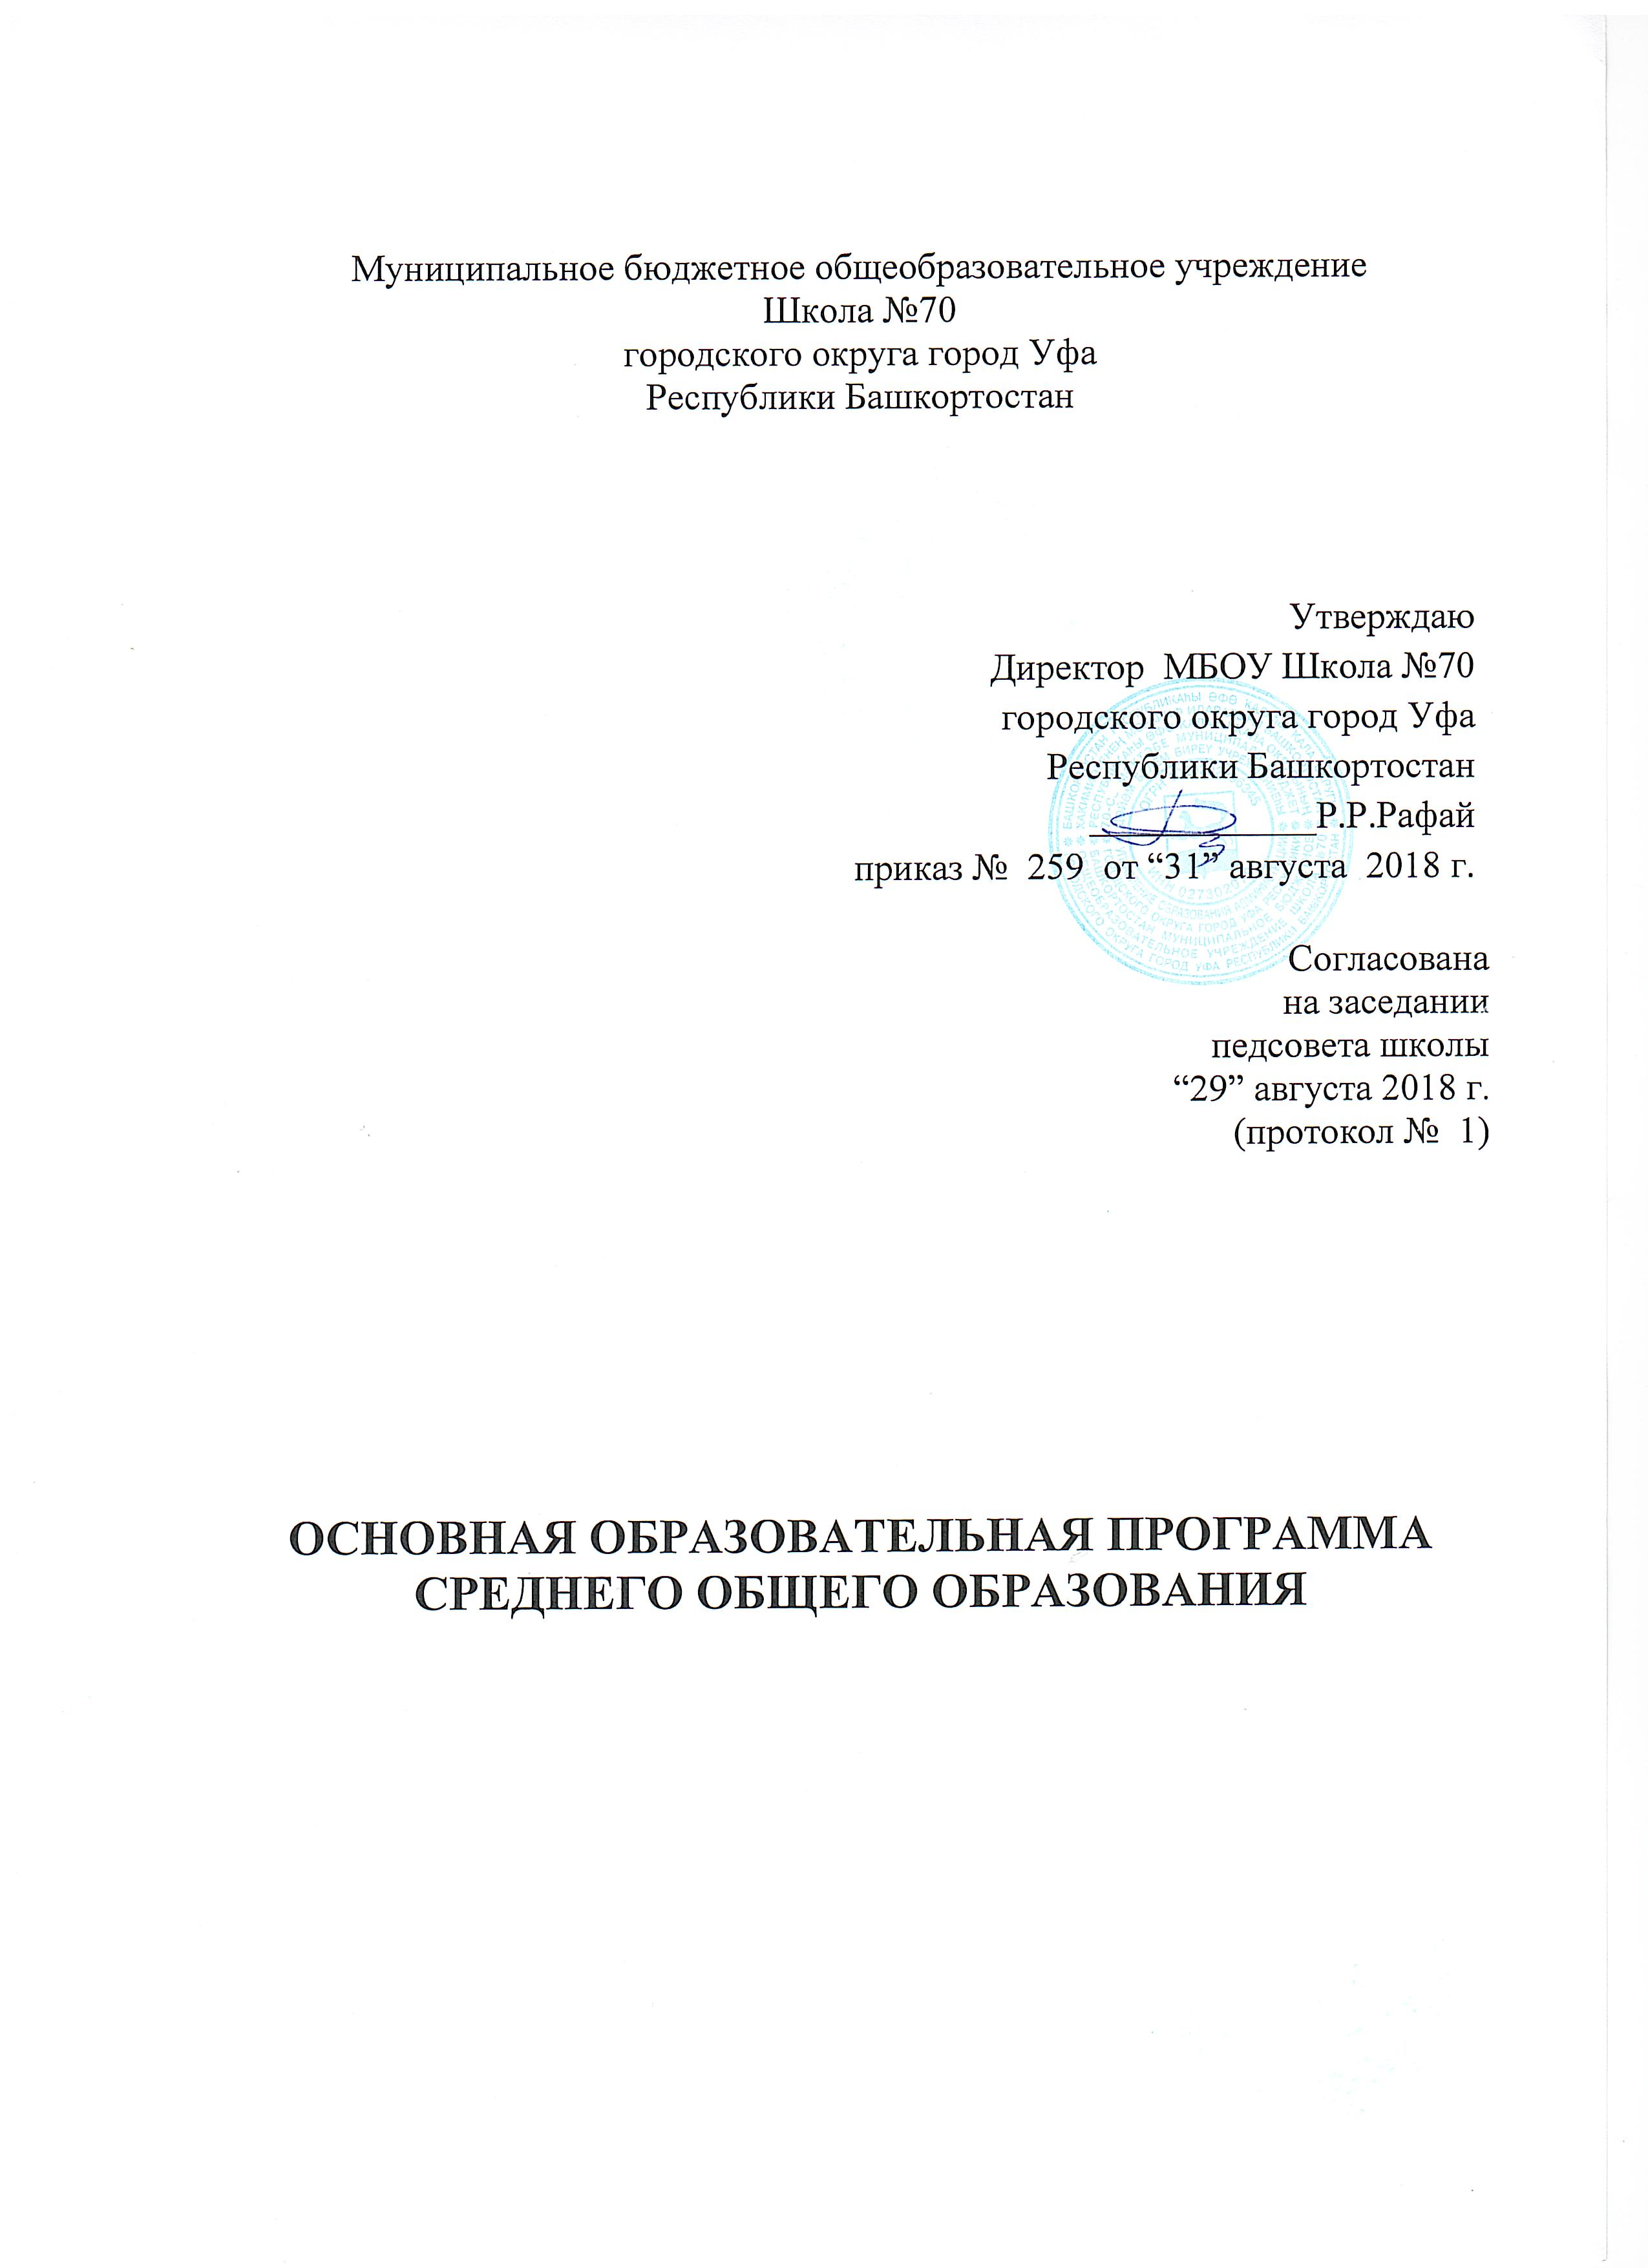 Муниципальное бюджетное общеобразовательное учреждение
Школа №70
городского округа город Уфа
Республики Башкортостан
Утверждаю
Директор  МБОУ Школа №70
городского округа город Уфа
Республики Башкортостан
____________Р.Р.Рафай
приказ №  259  от “31” августа  2018 г.
Согласована
на заседании
педсовета школы
“29” августа 2018 г.
(протокол №  1)
ОСНОВНАЯ ОБРАЗОВАТЕЛЬНАЯ ПРОГРАММА
СРЕДНЕГО ОБЩЕГО ОБРАЗОВАНИЯ